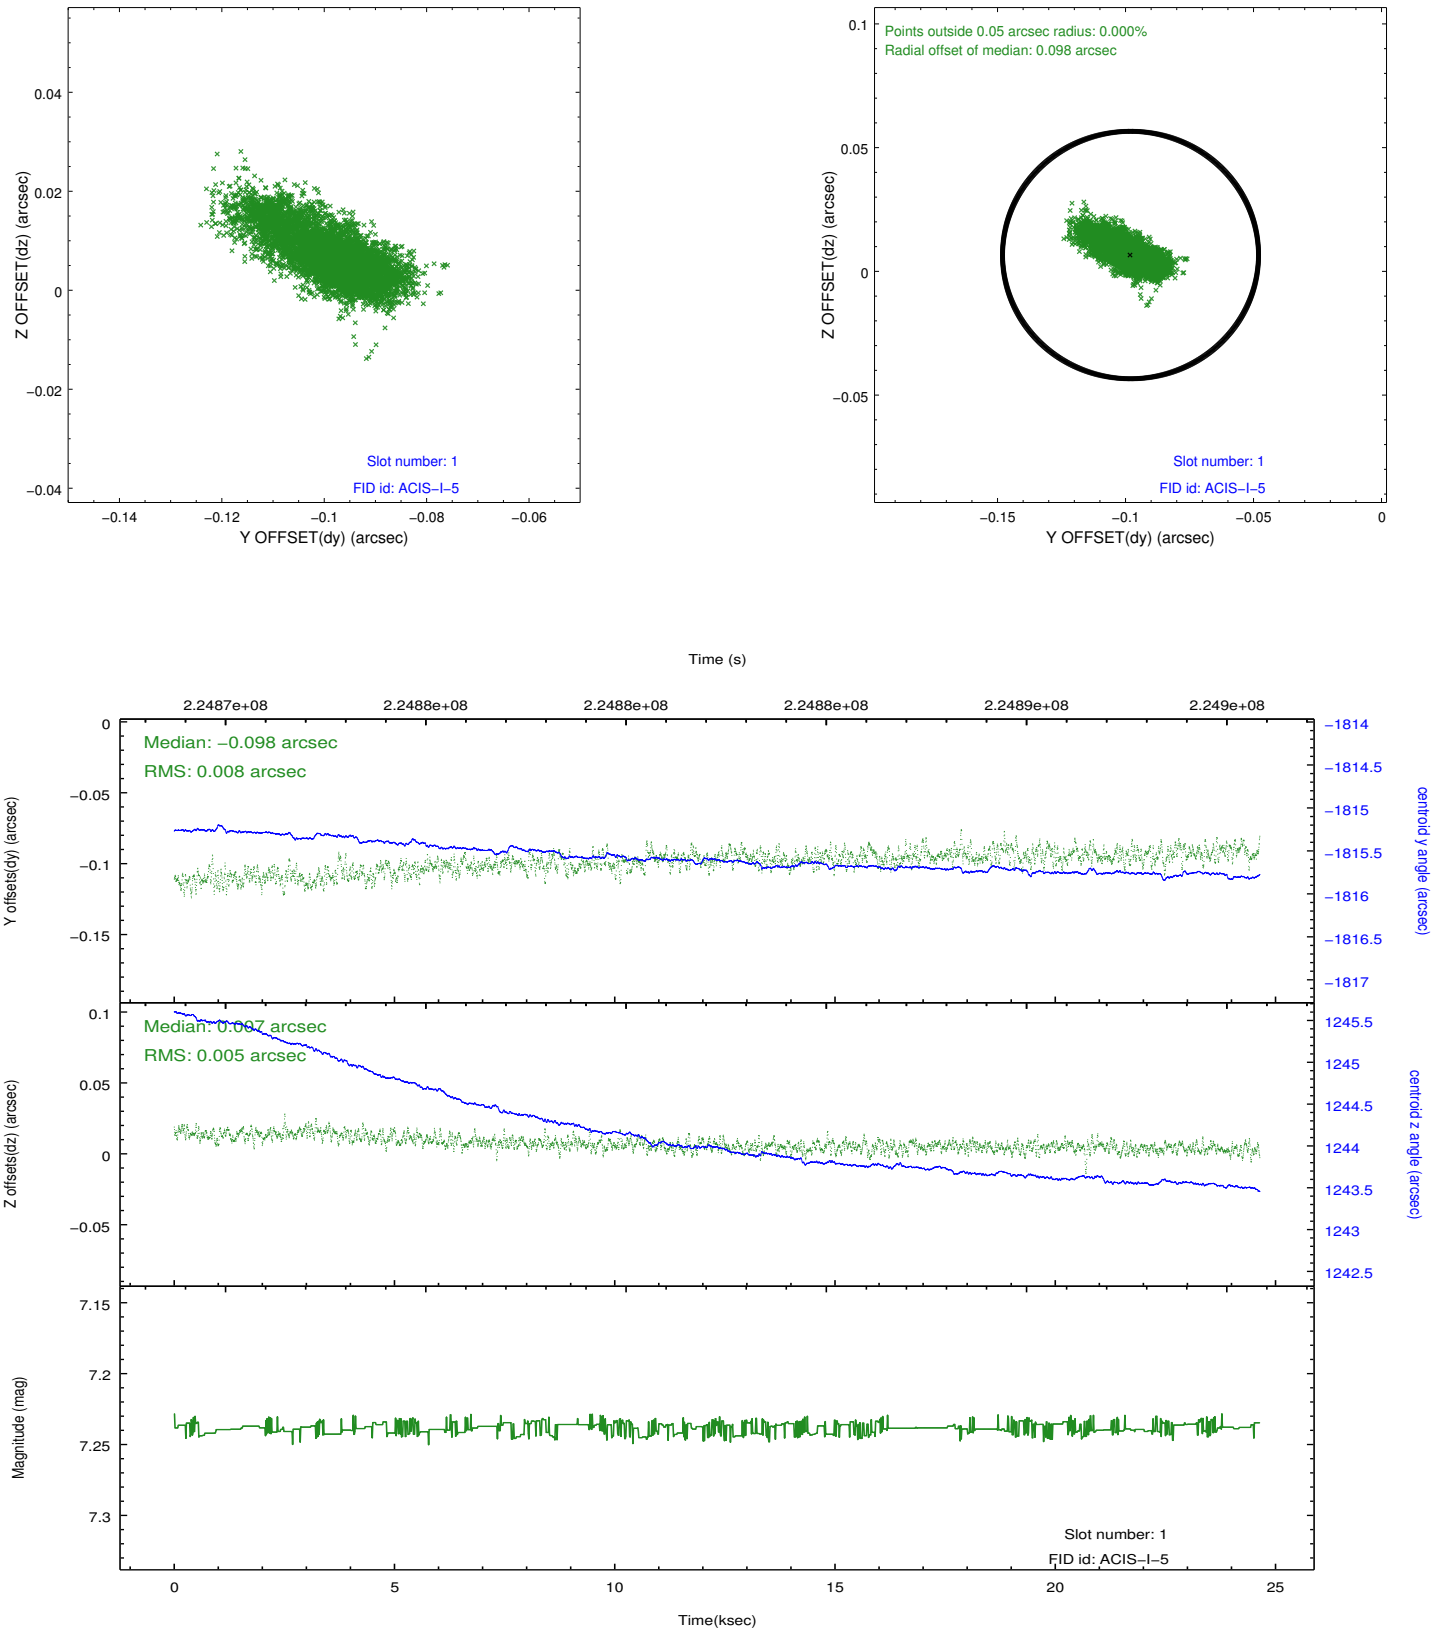 0.04
0.02
0
−0.02
−0.04
Z OFFSET(dz) (arcsec)
Slot number: 1
FID id: ACIS−I−5
−0.14 −0.12 −0.1 −0.08 −0.06
Y OFFSET(dy) (arcsec)
Points outside 0.05 arcsec radius: 0.000%
Radial offset of median: 0.098 arcsec
0.1
0.05
0
−0.05
Z OFFSET(dz) (arcsec)
Slot number: 1
FID id: ACIS−I−5
−0.15 −0.1 −0.05 0
Y OFFSET(dy) (arcsec)
Time (s)
2.2487e+08 2.2488e+08 2.2488e+08 2.2488e+08 2.2489e+08 2.249e+08
Median: −0.098 arcsec
RMS: 0.008 arcsec
0
−0.05
−0.1
−0.15
Y offsets(dy) (arcsec)
−1814
−1814.5
−1815
−1815.5
−1816
−1816.5
−1817
centroid y angle (arcsec)
Median: 0.007 arcsec
RMS: 0.005 arcsec
0.1
0.05
0
−0.05
Z offsets(dz) (arcsec)
1245.5
1245
1244.5
1244
1243.5
1243
1242.5
centroid z angle (arcsec)
7.15
7.2
7.25
7.3
Magnitude (mag)
Slot number: 1
FID id: ACIS−I−5
0 5 10 15 20 25
Time(ksec)